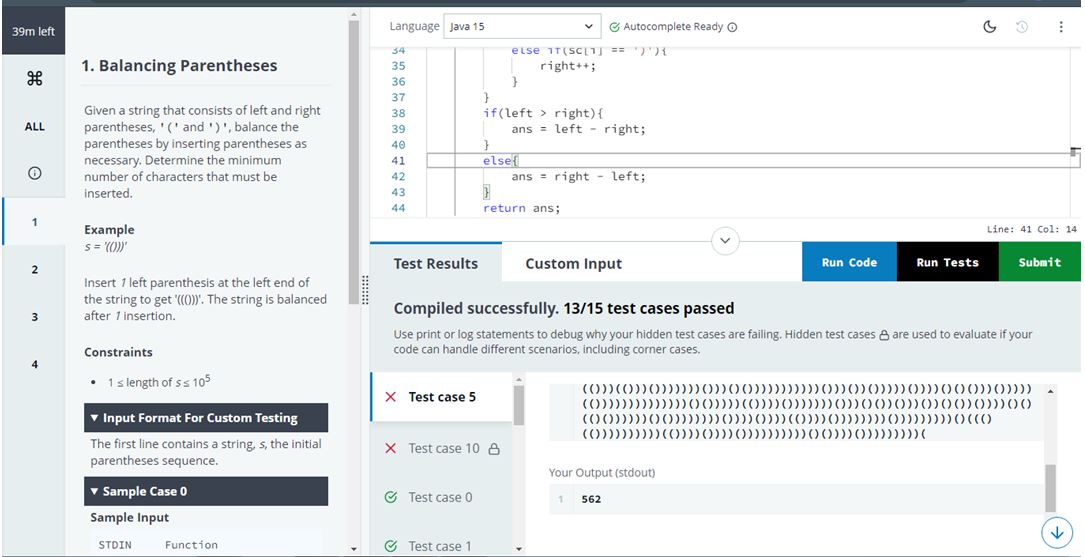 39m left
ALL
1
2
3
4
1. Balancing Parentheses
Given a string that consists of left and right
parentheses, '(' and ')', balance the
parentheses by inserting parentheses as
necessary. Determine the minimum
number of characters that must be
inserted.
Example
s = '(()))'
Insert 1 left parenthesis at the left end of
the string to get '((()))'. The string is balanced
after 1 insertion.
Constraints
• 1 ≤ length of s ≤ 10^5
▼ Input Format For Custom Testing
The first line contains a string, s, the initial
parentheses sequence.
▼ Sample Case 0
Sample Input
STDIN Function
Language Java 15 Autocomplete Ready
34 else if(sc[i] == ')'){
35 right++;
36 }
37 }
38 if(left > right){
39 ans = left - right;
40 }
41 else{
42 ans = right - left;
43 }
44 return ans;
Line: 41 Col: 14
Test Results
Custom Input
Run Code
Run Tests
Submit
Compiled successfully. 13/15 test cases passed
Use print or log statements to debug why your hidden test cases are failing. Hidden test cases are used to evaluate if your
code can handle different scenarios, including corner cases.
Test case 5
Test case 10
Test case 0
Test case 1
Your Output (stdout)
1 562